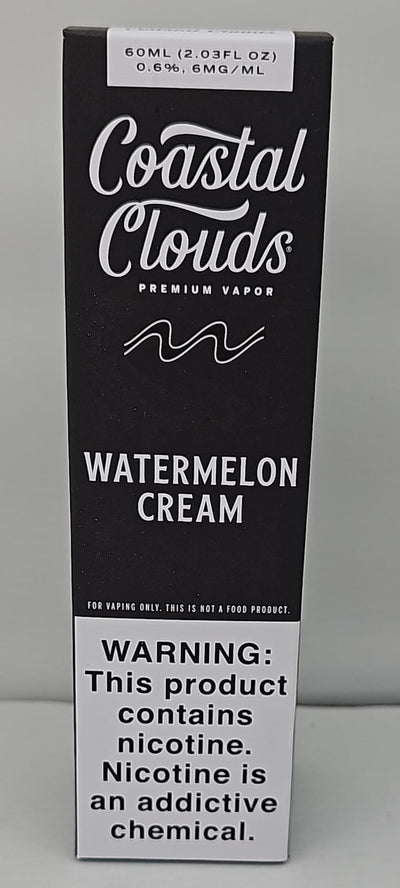 60ML (2.03FL OZ)
0.6%, 6MG/ML
Coastal
Clouds®
PREMIUM VAPOR
WATERMELON
CREAM
FOR VAPING ONLY. THIS IS NOT A FOOD PRODUCT.
WARNING:
This product
contains
nicotine.
Nicotine is
an addictive
chemical.